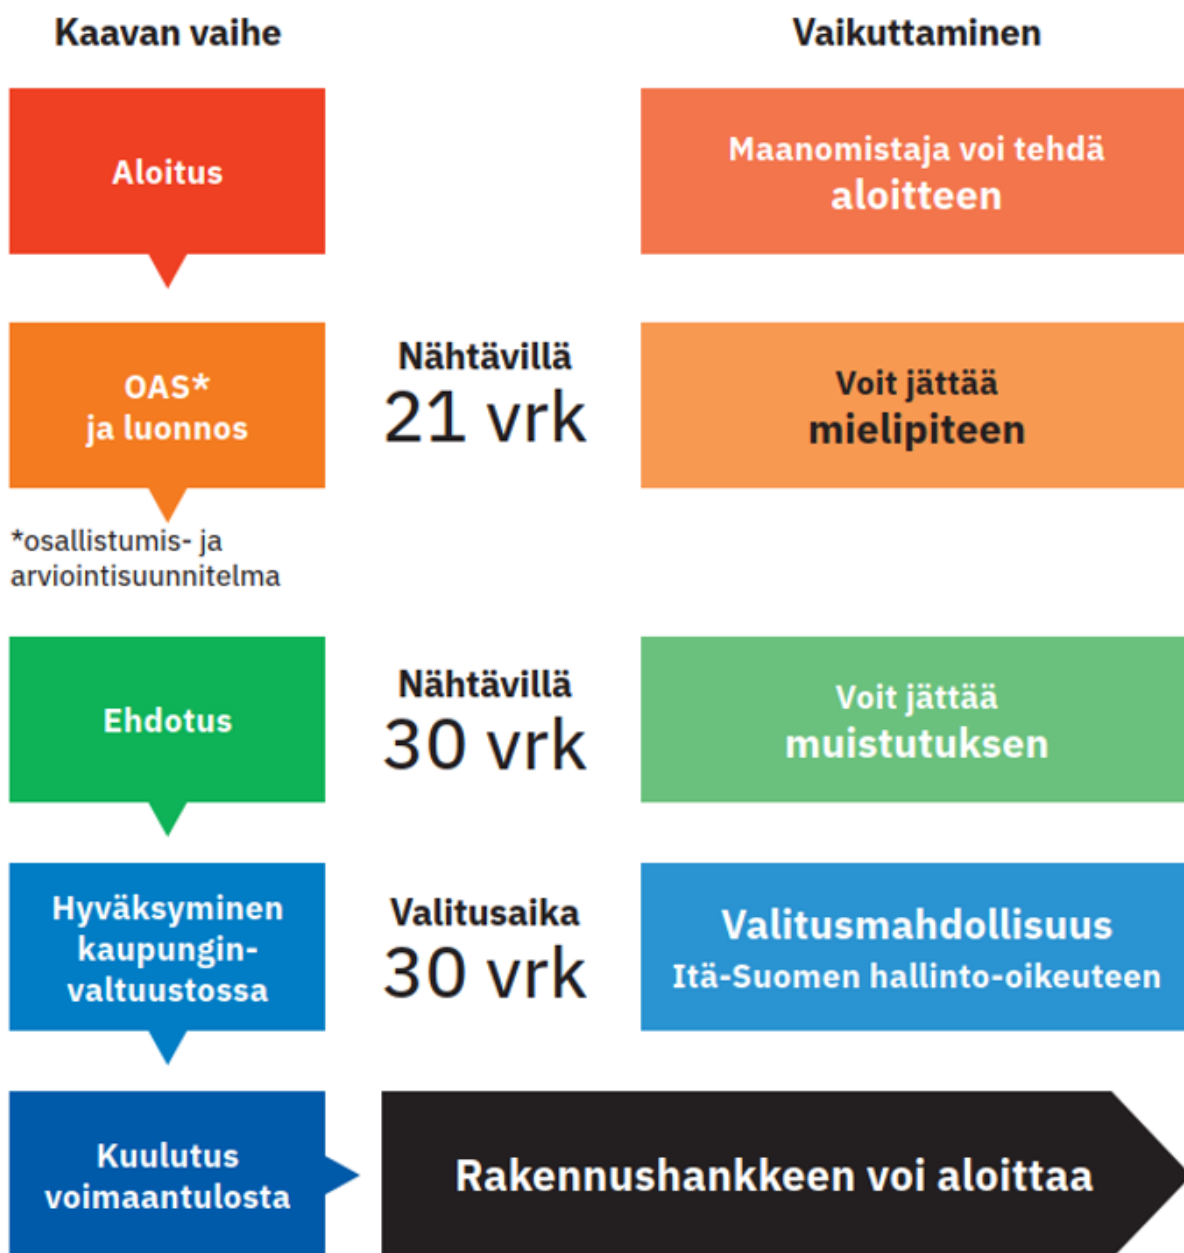 Kaavan vaihe
Vaikuttaminen
Aloitus
Maanomistaja voi tehdä
aloitteen
OAS*
ja luonnos
Nähtävillä
21 vrk
Voit jättää
mielipiteen
*osallistumis- ja
arviointisuunnitelma
Ehdotus
Nähtävillä
30 vrk
Voit jättää
muistutuksen
Hyväksyminen
kaupungin-
valtuustossa
Valitusaika
30 vrk
Valitusmahdollisuus
Itä-Suomen hallinto-oikeuteen
Kuulutus
voimaantulosta
Rakennushankkeen voi aloittaa